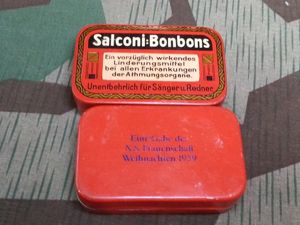 Salconi-Bonbons
Ein vorzüglich wirkendes
Linderungsmittel
bei allen Erkrankungen
der Athmungsorgane.
Unentbehrlich für Sänger u. Redner
Eine Gabe der
N.S. Frauenschaft
Weihnachten 1939